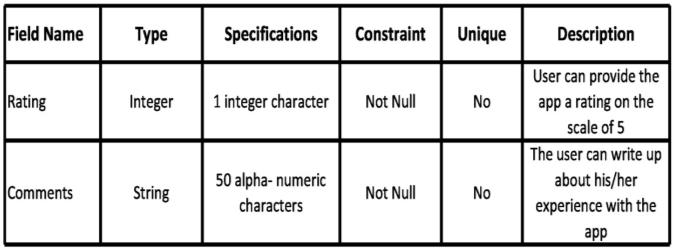 Field Name Type Specifications Constraint Unique Description
User can provide the
Rating Integer 1 integer character Not Null No app a rating on the
scale of 5
The user can write up
50 alpha- numeric about his/her
Comments String Not Null No
characters experience with the
app